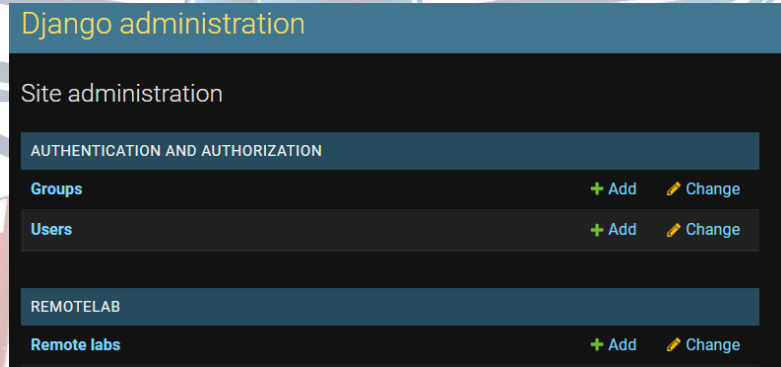 Django administration
Site administration
AUTHENTICATION AND AUTHORIZATION
Groups Add Change
Users Add Change
REMOTELAB
Remote labs Add Change